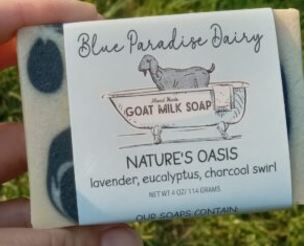 Blue Paradise Dairy
Hand Made
GOAT MILK SOAP
NATURE'S OASIS
lavender, eucalyptus, charcoal swirl
NET WT 4 OZ/ 114 GRAMS
OUR SOAPS CONTAIN: